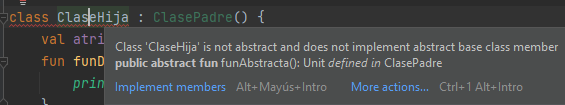 class ClaseHija : ClasePadre() {
val atri
Class 'ClaseHija' is not abstract and does not implement abstract base class member
fun funD
public abstract fun funAbstracta(): Unit defined in ClasePadre
prin
Implement members Alt+Mayús+Intro More actions... Ctrl+1 Alt+Intro
}